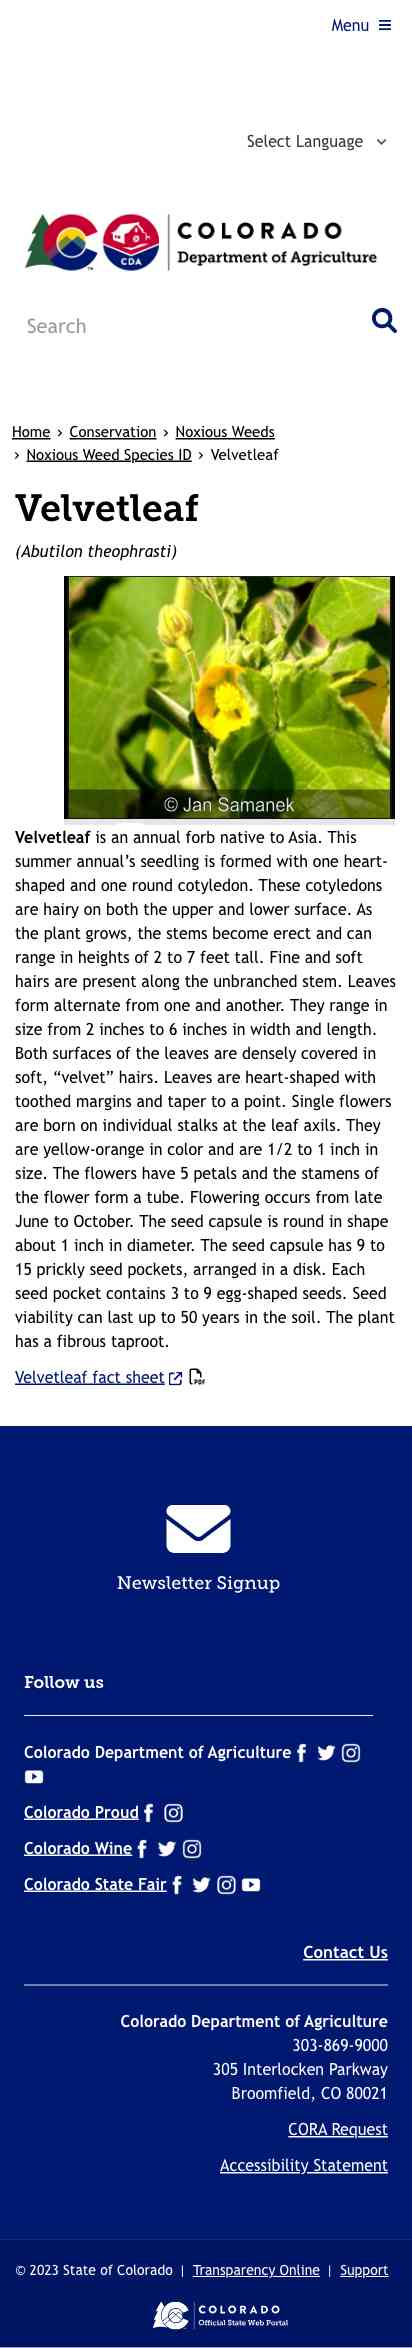 Menu
Select Language
CDA
COLORADO
Department of Agriculture
TM
Search
Home › Conservation › Noxious Weeds
› Noxious Weed Species ID › Velvetleaf
Velvetleaf
(Abutilon theophrasti)
© Jan Samanek
Velvetleaf is an annual forb native to Asia. This
summer annual’s seedling is formed with one heart-
shaped and one round cotyledon. These cotyledons
are hairy on both the upper and lower surface. As
the plant grows, the stems become erect and can
range in heights of 2 to 7 feet tall. Fine and soft
hairs are present along the unbranched stem. Leaves
form alternate from one and another. They range in
size from 2 inches to 6 inches in width and length.
Both surfaces of the leaves are densely covered in
soft, “velvet” hairs. Leaves are heart-shaped with
toothed margins and taper to a point. Single flowers
are born on individual stalks at the leaf axils. They
are yellow-orange in color and are 1/2 to 1 inch in
size. The flowers have 5 petals and the stamens of
the flower form a tube. Flowering occurs from late
June to October. The seed capsule is round in shape
about 1 inch in diameter. The seed capsule has 9 to
15 prickly seed pockets, arranged in a disk. Each
seed pocket contains 3 to 9 egg-shaped seeds. Seed
viability can last up to 50 years in the soil. The plant
has a fibrous taproot.
Velvetleaf fact sheet PDF
Newsletter Signup
Follow us
Colorado Department of Agriculture
Colorado Proud
Colorado Wine
Colorado State Fair
Contact Us
Colorado Department of Agriculture
303-869-9000
305 Interlocken Parkway
Broomfield, CO 80021
CORA Request
Accessibility Statement
© 2023 State of Colorado | Transparency Online | Support
COLORADO
Official State Web Portal